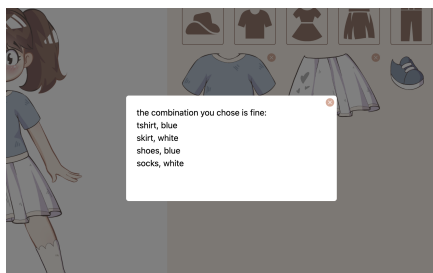 the combination you chose is fine:
tshirt, blue
skirt, white
shoes, blue
socks, white